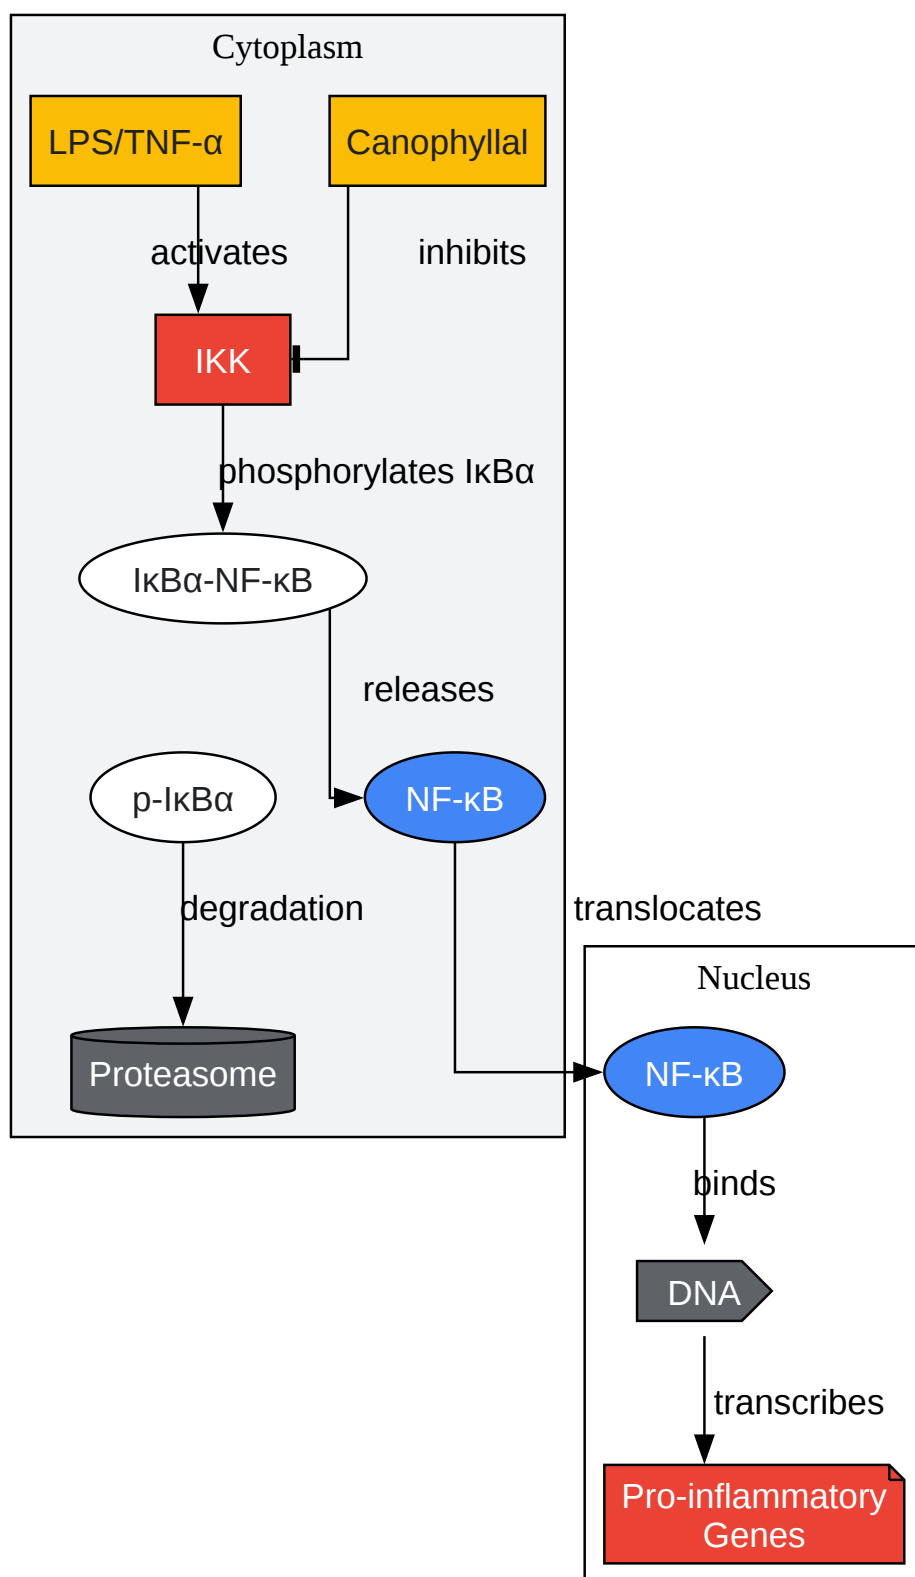 Cytoplasm
LPS/TNF-α
Canophyllal
activates
inhibits
IKK
phosphorylates IκBα
IκBα-NF-κB
releases
p-IκBα
NF-κB
degradation
translocates
Nucleus
Proteasome
NF-κB
binds
DNA
transcribes
Pro-inflammatory
Genes